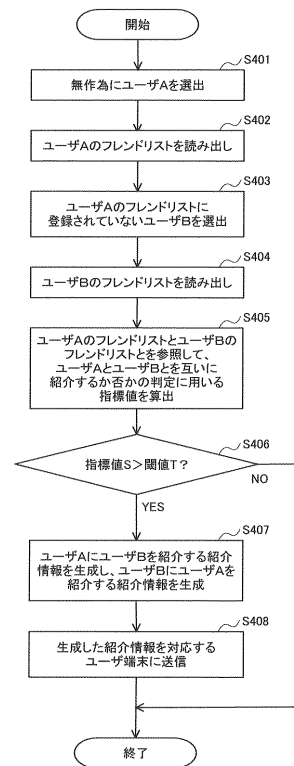 開始
S401
無作為にユーザAを選出
S402
ユーザAのフレンドリストを読み出し
S403
ユーザAのフレンドリストに
登録されていないユーザBを選出
S404
ユーザBのフレンドリストを読み出し
S405
ユーザAのフレンドリストとユーザBの
フレンドリストとを参照して、
ユーザAとユーザBとを互いに
紹介するか否かの判定に用いる
指標値を算出
S406
指標値S>閾値T?
NO
YES
S407
ユーザAにユーザBを紹介する紹介
情報を生成し、ユーザBにユーザAを
紹介する紹介情報を生成
S408
生成した紹介情報を対応する
ユーザ端末に送信
終了